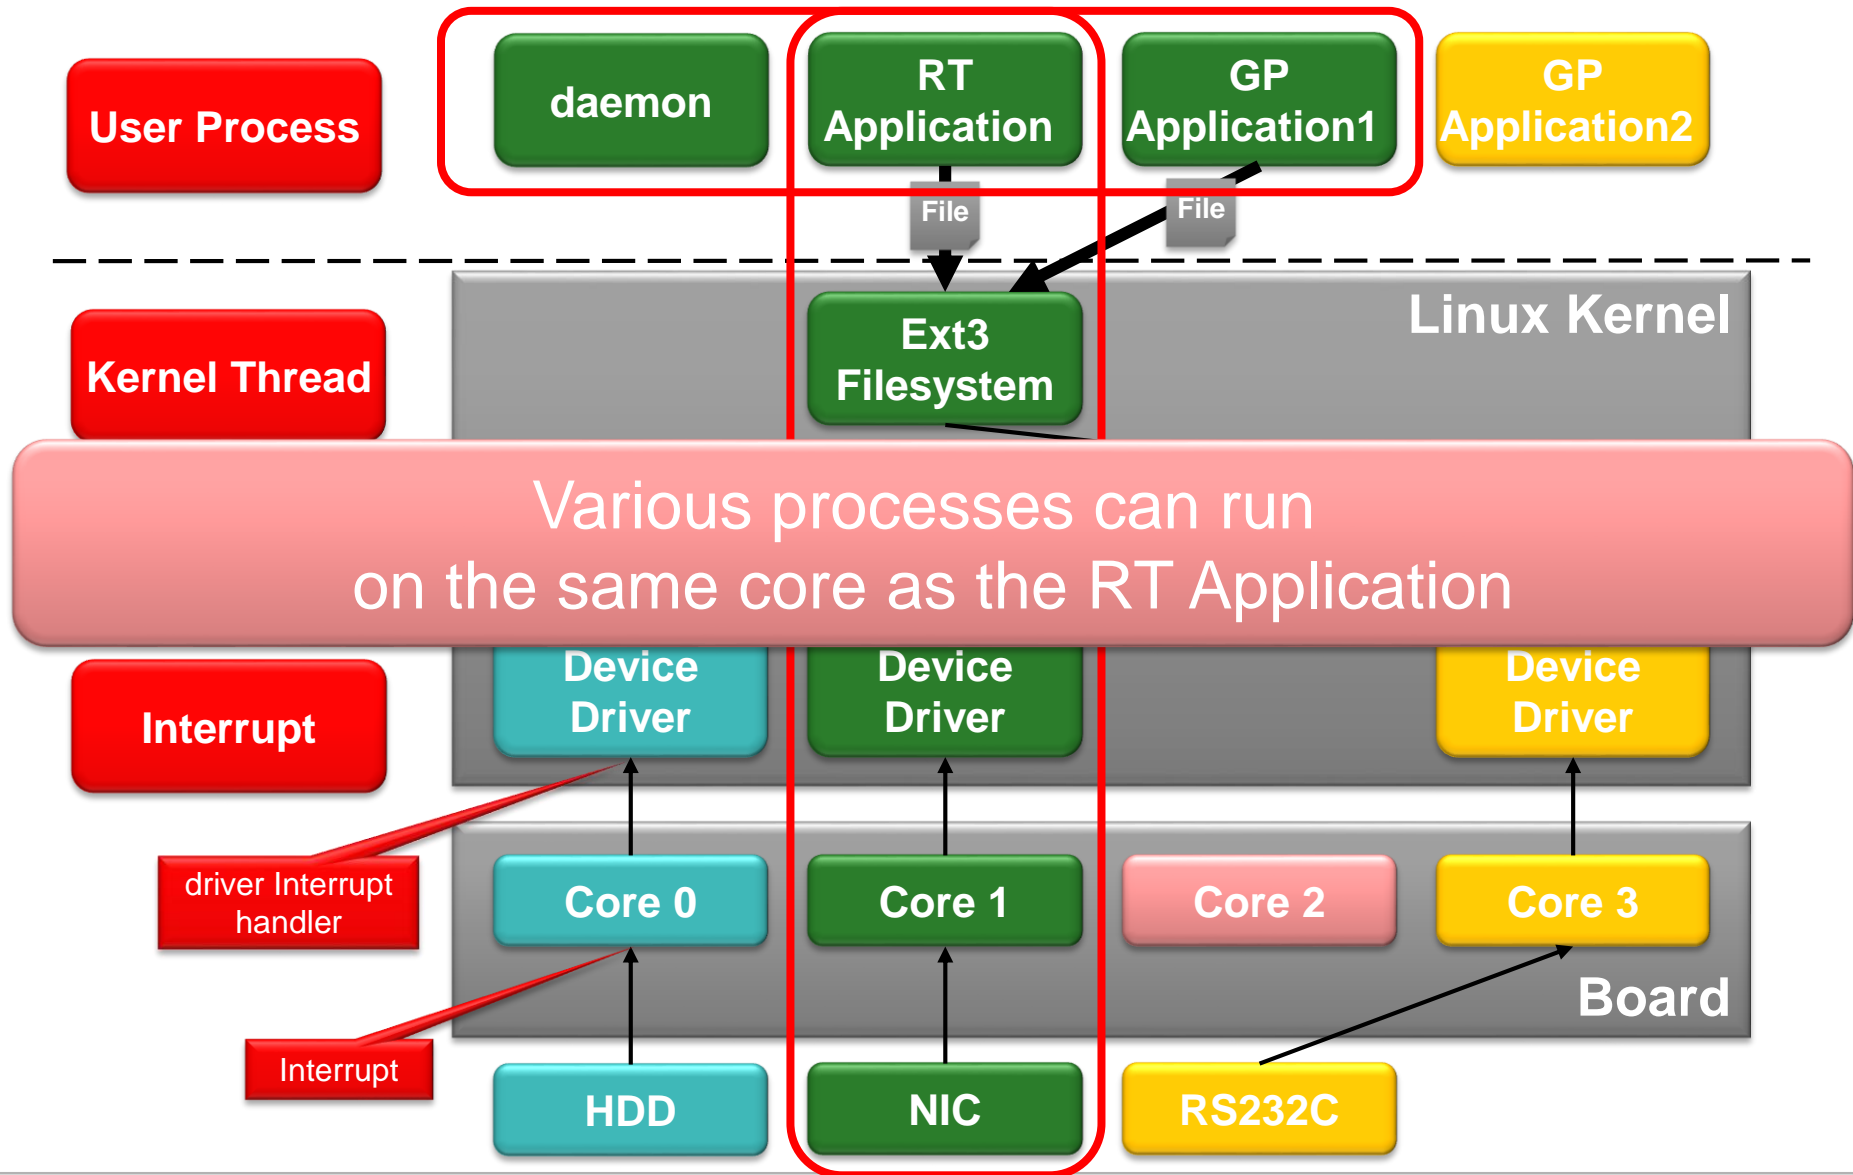 User Process
daemon
RT
Application
GP
Application1
GP
Application2
File
File
Linux Kernel
Kernel Thread
Ext3
Filesystem
Various processes can run
on the same core as the RT Application
Interrupt
Device
Driver
Device
Driver
Device
Driver
driver Interrupt
handler
Core 0
Core 1
Core 2
Core 3
Board
Interrupt
HDD
NIC
RS232C